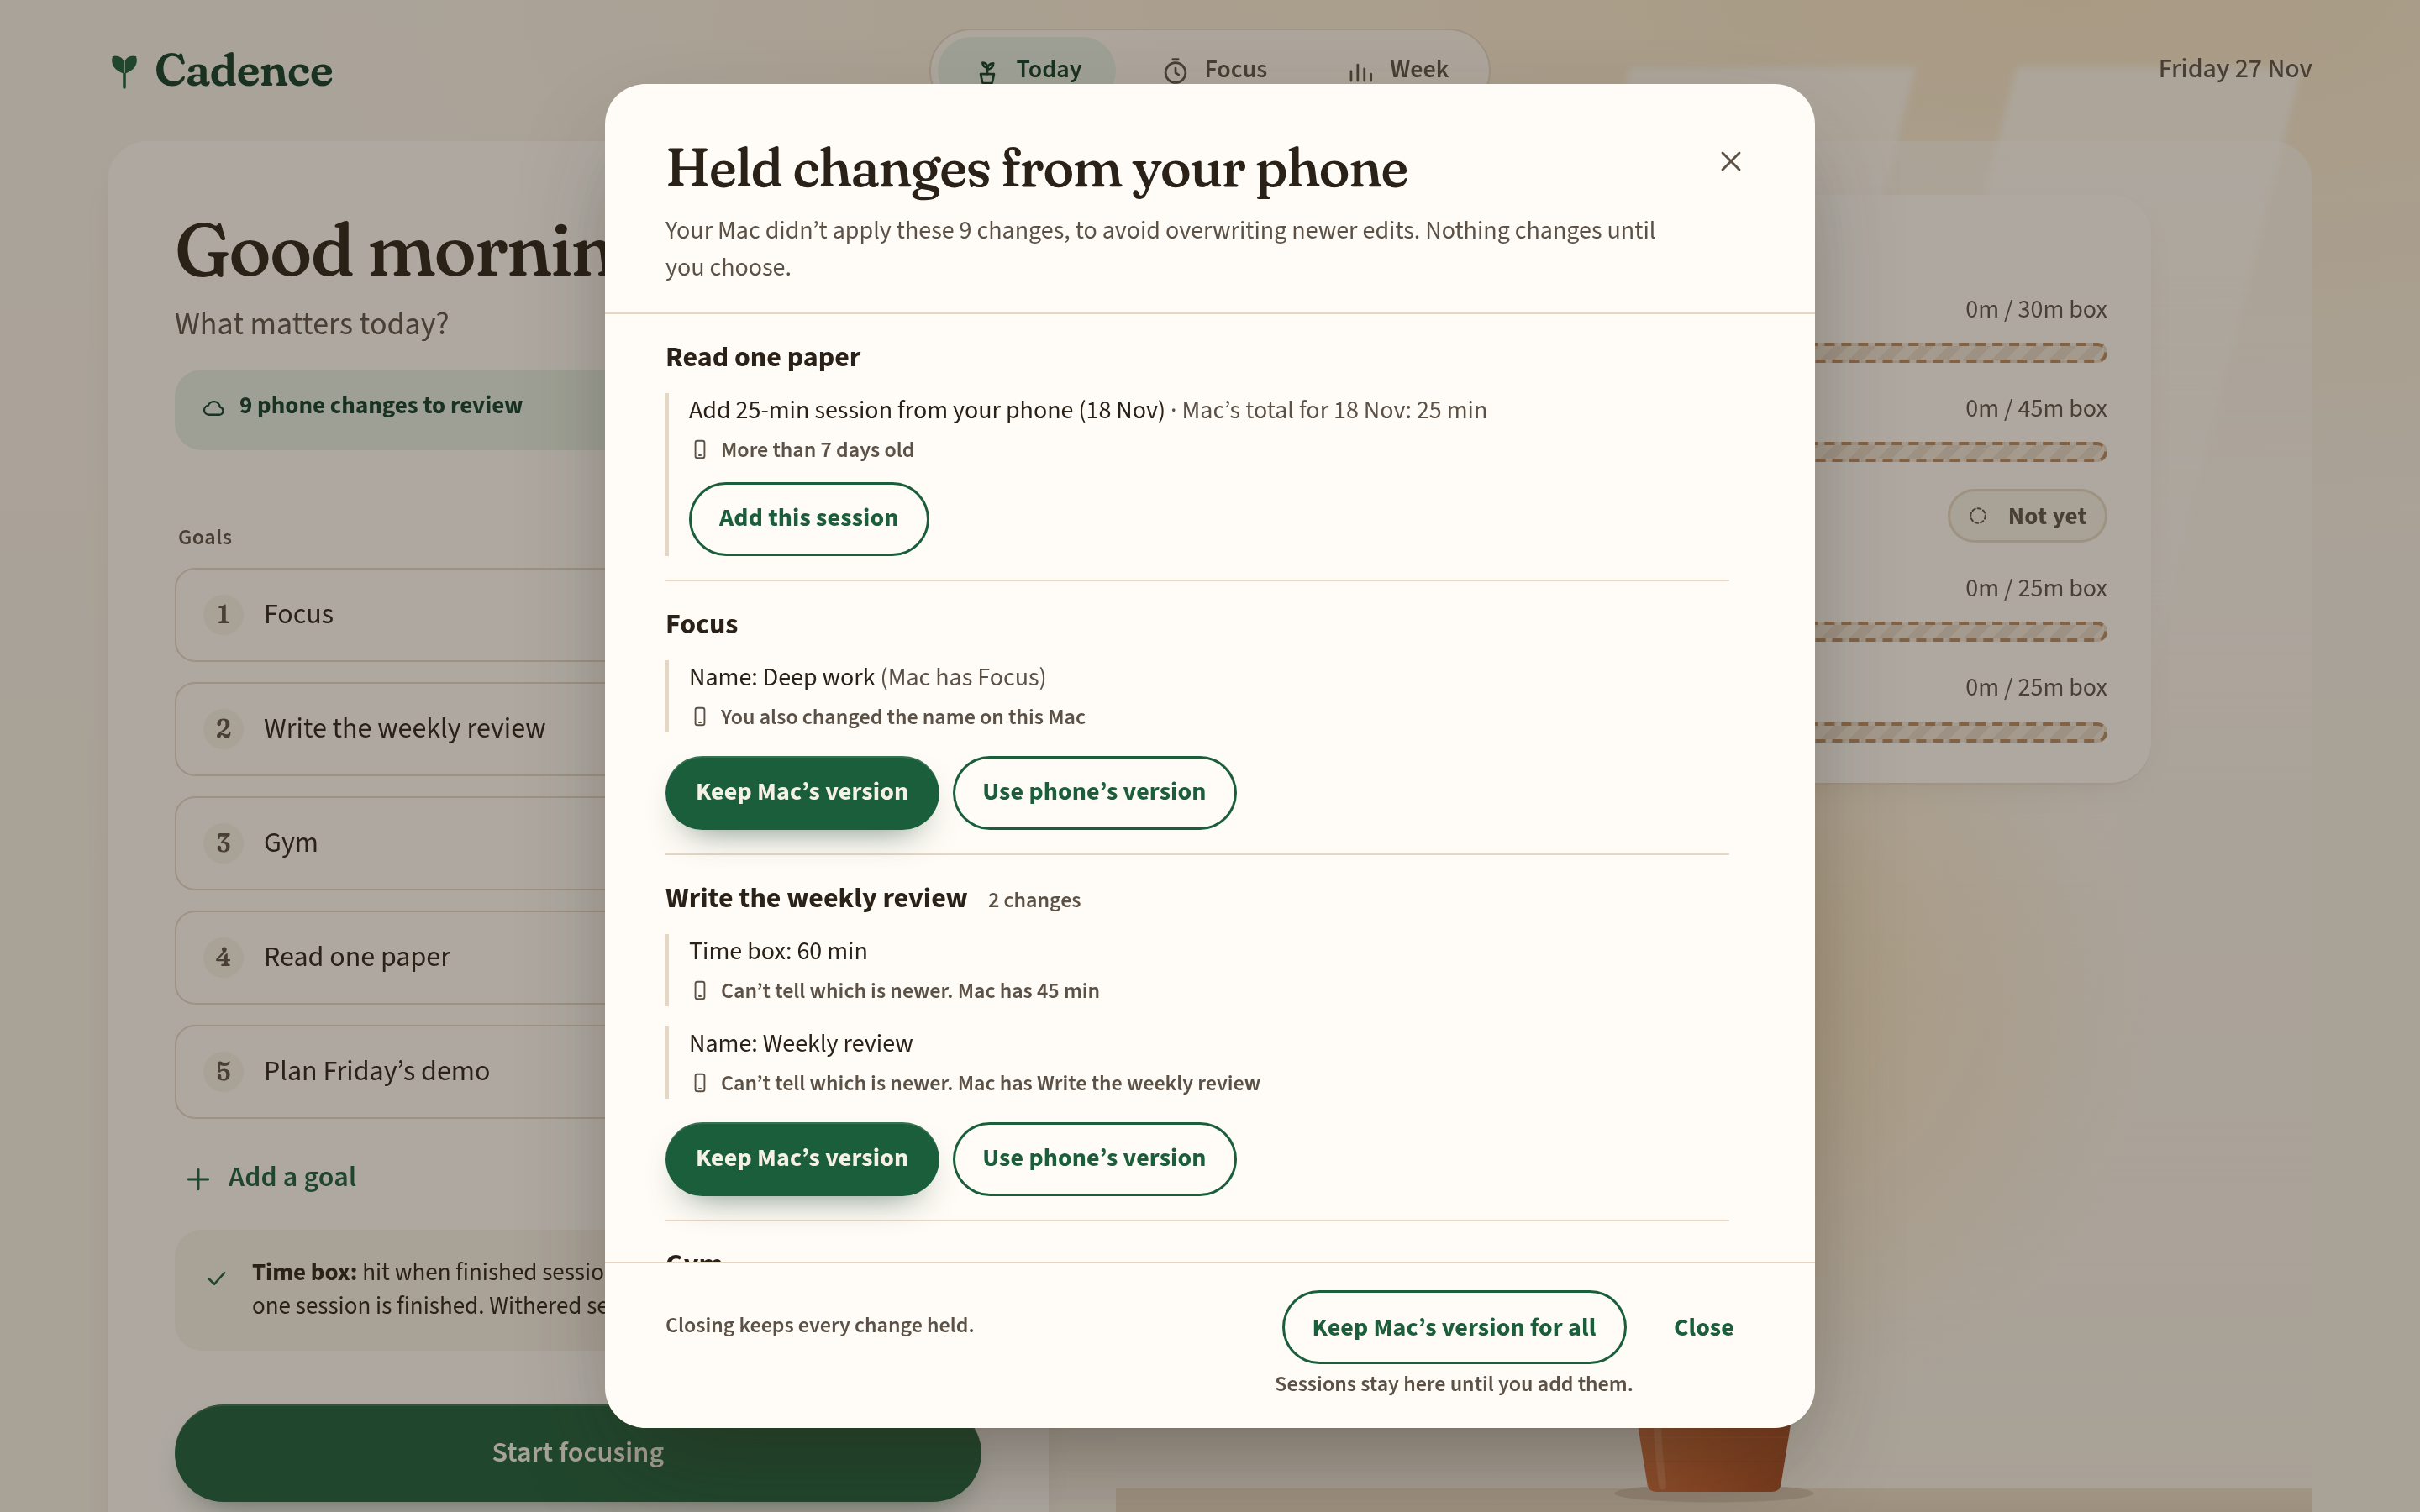 Cadence
Today
Focus
Week
Friday 27 Nov
Good mornin
What matters today?
9 phone changes to review
Goals
1 Focus
2 Write the weekly review
3 Gym
4 Read one paper
5 Plan Friday’s demo
Add a goal
Time box: hit when finished sessio
one session is finished. Withered se
Start focusing
Held changes from your phone
Your Mac didn’t apply these 9 changes, to avoid overwriting newer edits. Nothing changes until
you choose.
Read one paper
Add 25-min session from your phone (18 Nov) · Mac’s total for 18 Nov: 25 min
More than 7 days old
Add this session
Focus
Name: Deep work (Mac has Focus)
You also changed the name on this Mac
Keep Mac’s version
Use phone’s version
Write the weekly review 2 changes
Time box: 60 min
Can’t tell which is newer. Mac has 45 min
Name: Weekly review
Can’t tell which is newer. Mac has Write the weekly review
Keep Mac’s version
Use phone’s version
Gym
Closing keeps every change held.
Keep Mac’s version for all
Close
Sessions stay here until you add them.
0m / 30m box
0m / 45m box
Not yet
0m / 25m box
0m / 25m box